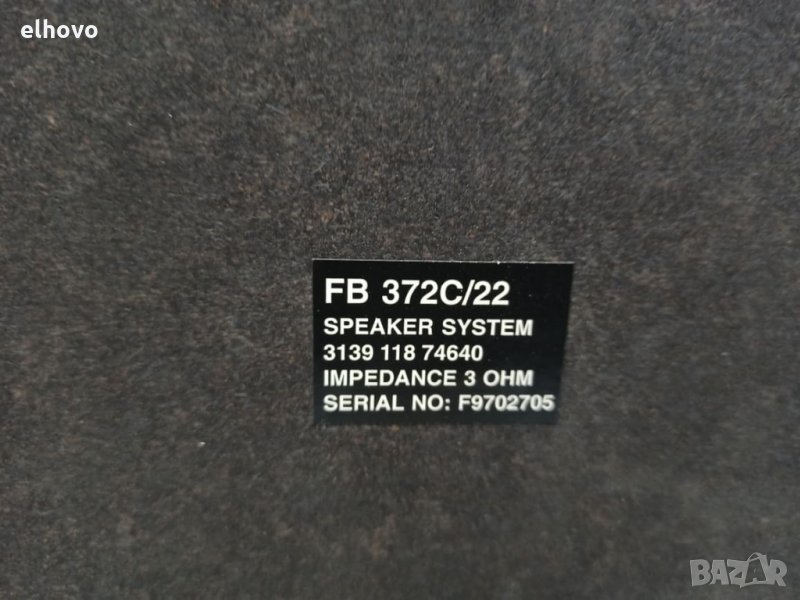 elhovo
FB 372C/22
SPEAKER SYSTEM
3139 118 74640
IMPEDANCE 3 OHM
SERIAL NO: F9702705
BAZAR